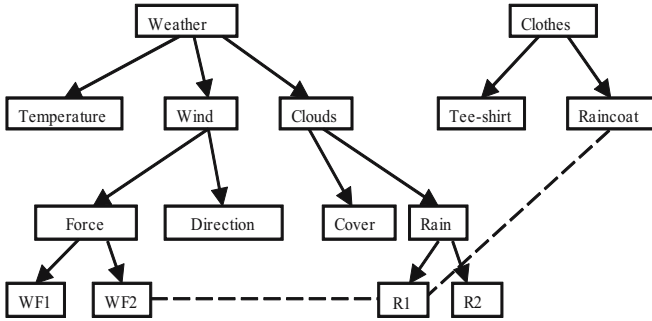 Weather
Clothes
Temperature
Wind
Clouds
Tee-shirt
Raincoat
Force
Direction
Cover
Rain
WF1
WF2
R1
R2